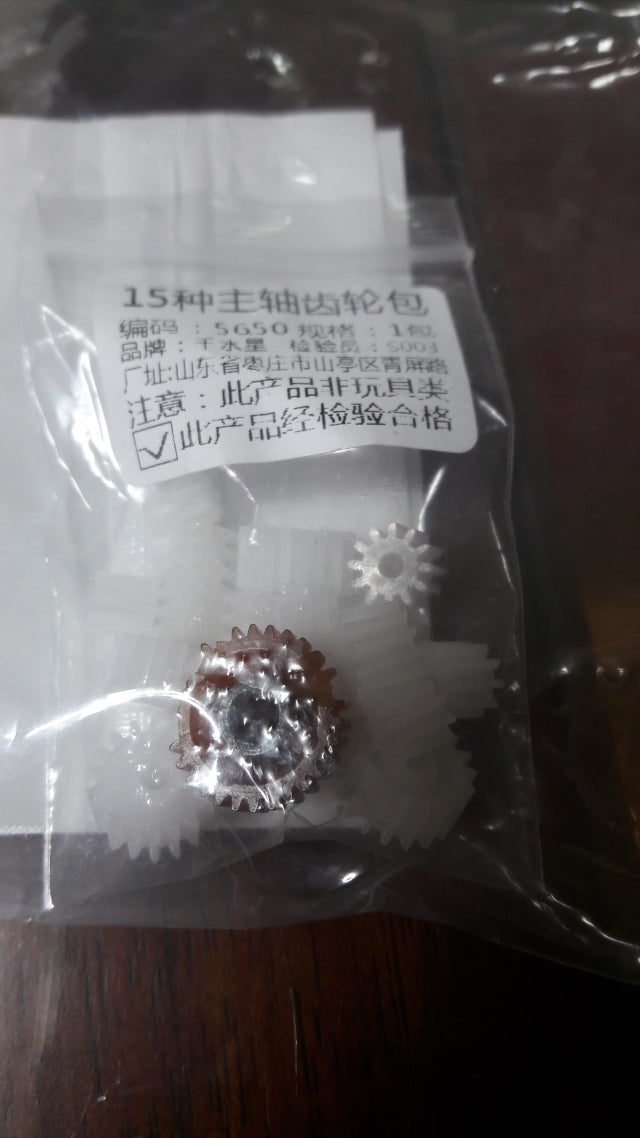 15种主轴齿轮包
编码：5650 规格：1包
品牌：千水星 检验员：S003
厂址:山东省枣庄市山亭区青屏路
注意：此产品非玩具类
此产品经检验合格